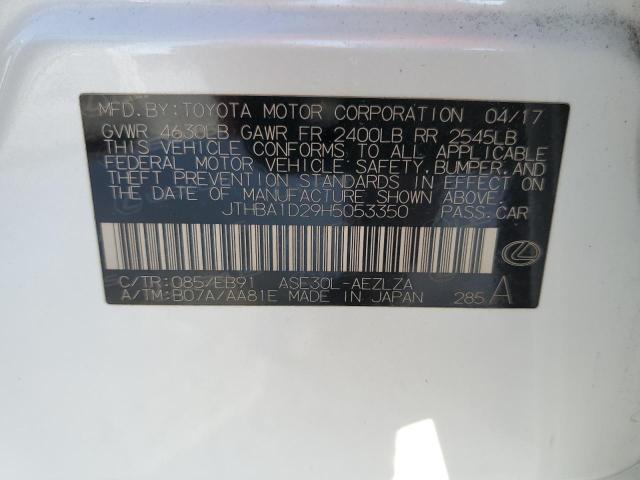 MFD.BY:TOYOTA MOTOR CORPORATION 04/17
GVWR 4630LB GAWR FR 2400LB RR 2545LB
THIS VEHICLE CONFORMS TO ALL APPLICABLE
FEDERAL MOTOR VEHICLE SAFETY,BUMPER,AND
THEFT PREVENTION STANDARDS IN EFFECT ON
THE DATE OF MANUFACTURE SHOWN ABOVE.
JTHBA1D29H5053350 PASS.CAR
C/TR:085/EB91 ASE30L-AEZLZA
A/TM:B07A/AA81E MADE IN JAPAN 285 A